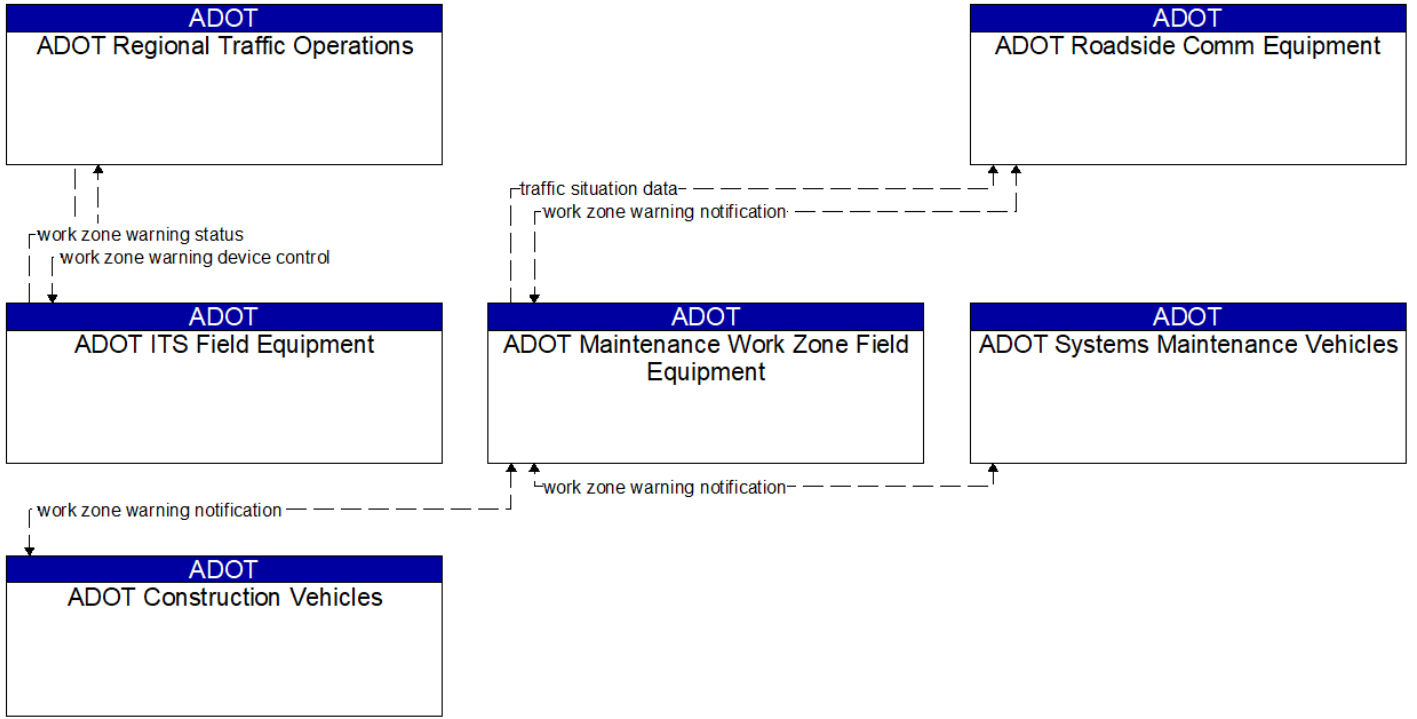 ADOT
ADOT Regional Traffic Operations
ADOT
ADOT Roadside Comm Equipment
traffic situation data
work zone warning notification
work zone warning status
work zone warning device control
ADOT
ADOT ITS Field Equipment
ADOT
ADOT Maintenance Work Zone Field
Equipment
ADOT
ADOT Systems Maintenance Vehicles
work zone warning notification
work zone warning notification
ADOT
ADOT Construction Vehicles